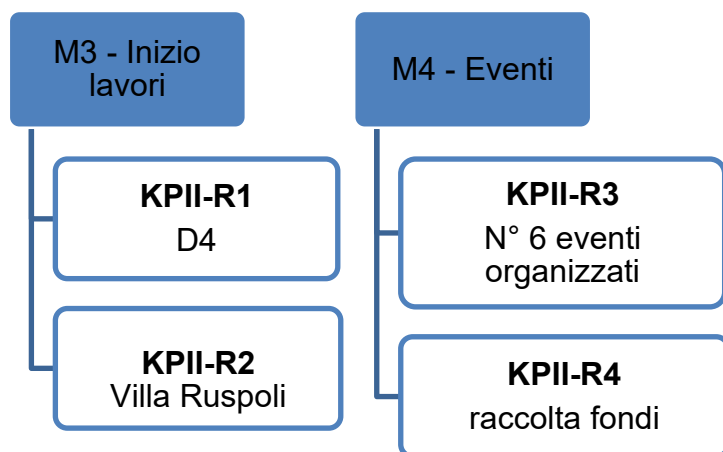 M3 - Inizio
lavori
KPII-R1
D4
KPII-R2
Villa Ruspoli
M4 - Eventi
KPII-R3
N° 6 eventi
organizzati
KPII-R4
raccolta fondi